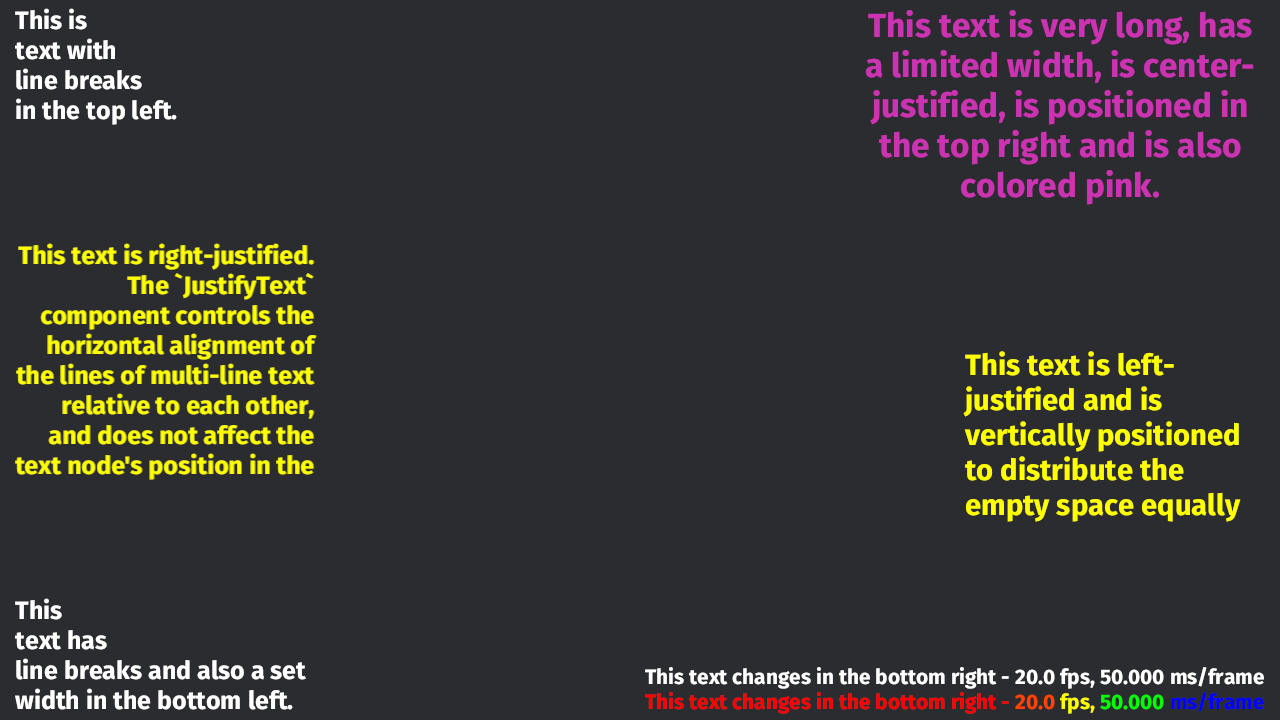 This is
text with
line breaks
in the top left.
This text is very long, has
a limited width, is center-
justified, is positioned in
the top right and is also
colored pink.
This text is right-justified.
The `JustifyText`
component controls the
horizontal alignment of
the lines of multi-line text
relative to each other,
and does not affect the
text node's position in the
This text is left-
justified and is
vertically positioned
to distribute the
empty space equally
This
text has
line breaks and also a set
width in the bottom left.
This text changes in the bottom right - 20.0 fps, 50.000 ms/frame
This text changes in the bottom right - 20.0 fps, 50.000 ms/frame